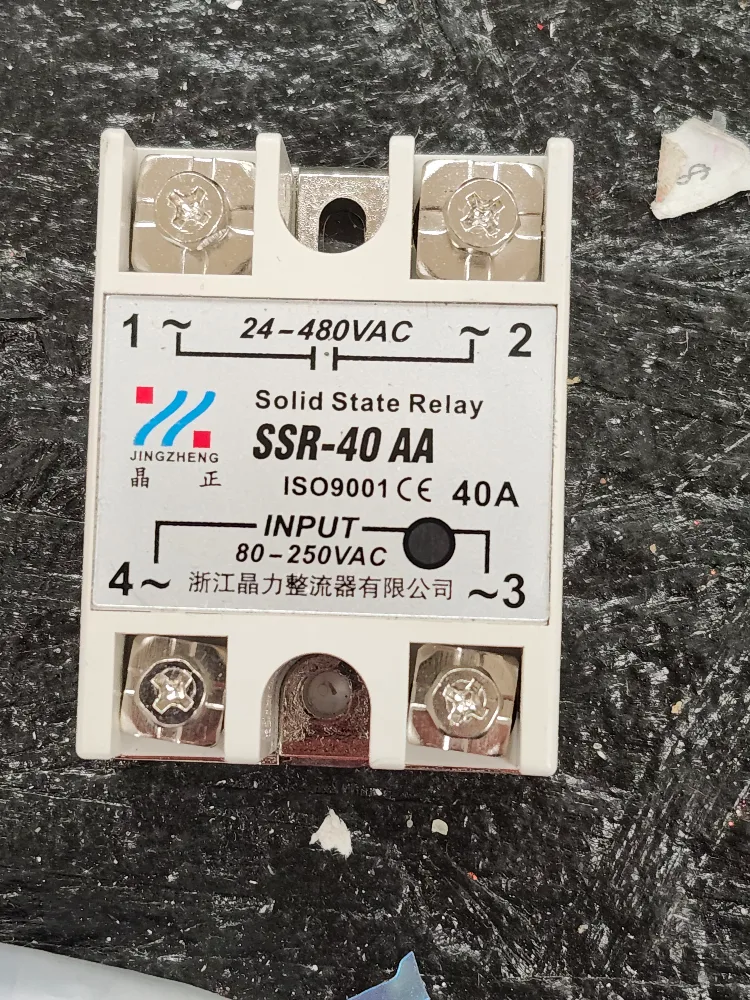 1 ~ 24~480VAC ~ 2
Solid State Relay
SSR-40 AA
JINGZHENG
晶 正
ISO9001 CE 40A
INPUT
80~250VAC
4~ 浙江晶力整流器有限公司 ~3